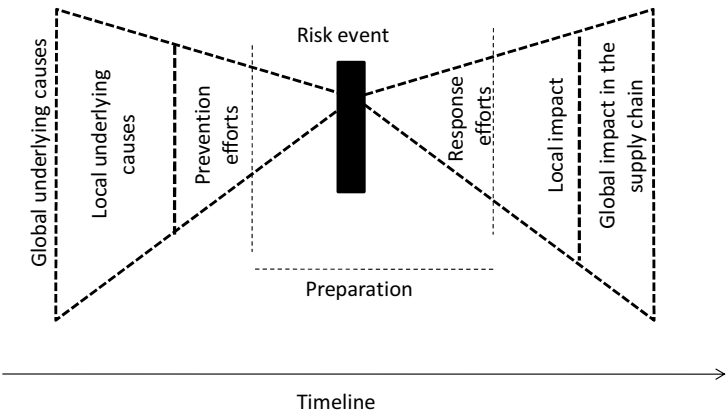 Risk event
Global underlying causes
Local underlying
causes
Prevention
efforts
Response
efforts
Local impact
Global impact in the
supply chain
Preparation
Timeline